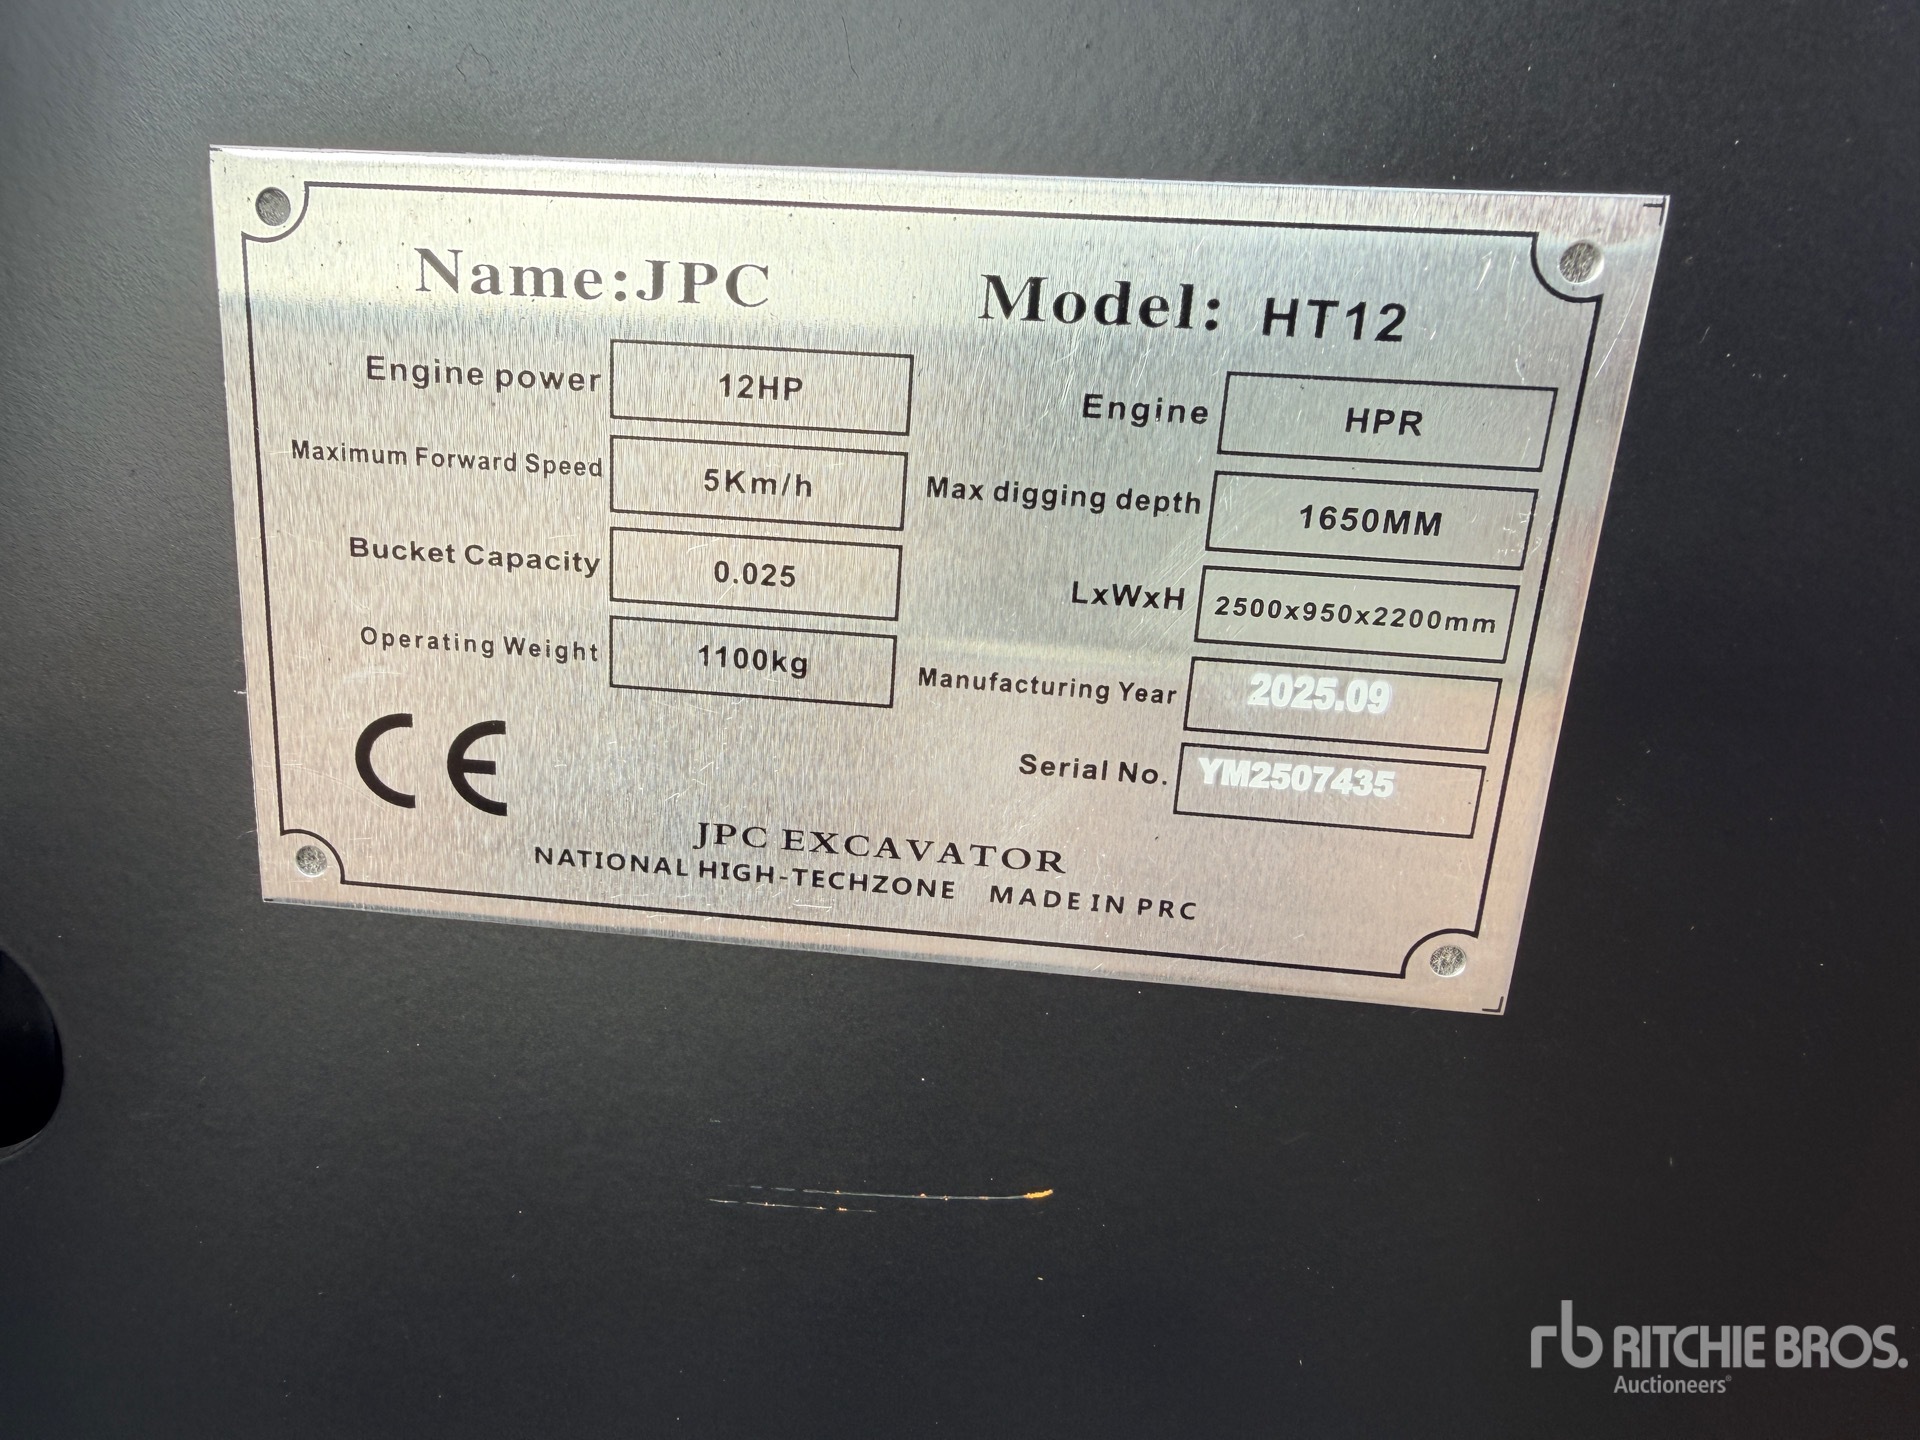 Name:JPC
Model: HT12
Engine power 12HP
Engine HPR
Maximum Forward Speed 5Km/h
Max digging depth 1650MM
Bucket Capacity 0.025
LxWxH 2500x950x2200mm
Operating Weight 1100kg
Manufacturing Year 2025.09
Serial No. YM2507435
CE
JPC EXCAVATOR
NATIONAL HIGH-TECHZONE MADE IN PRC
rb RITCHIE BROS.
Auctioneers®